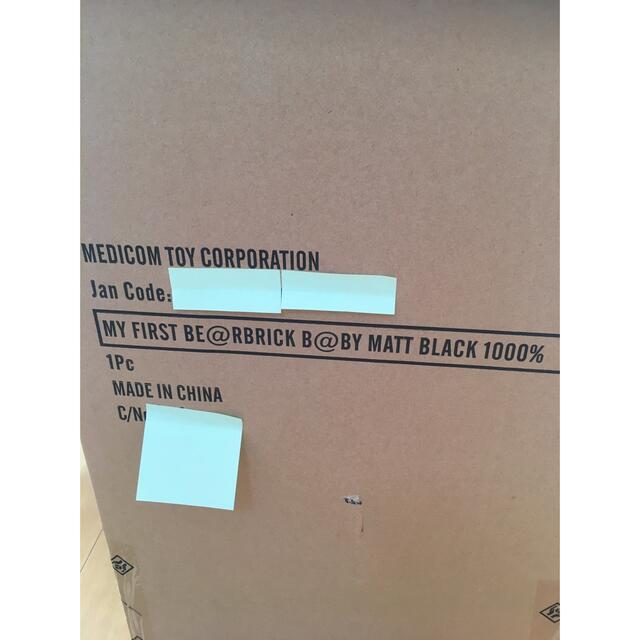 MEDICOM TOY CORPORATION
Jan Code:
MY FIRST BE@RBRICK B@BY MATT BLACK 1000%
1Pc
MADE IN CHINA